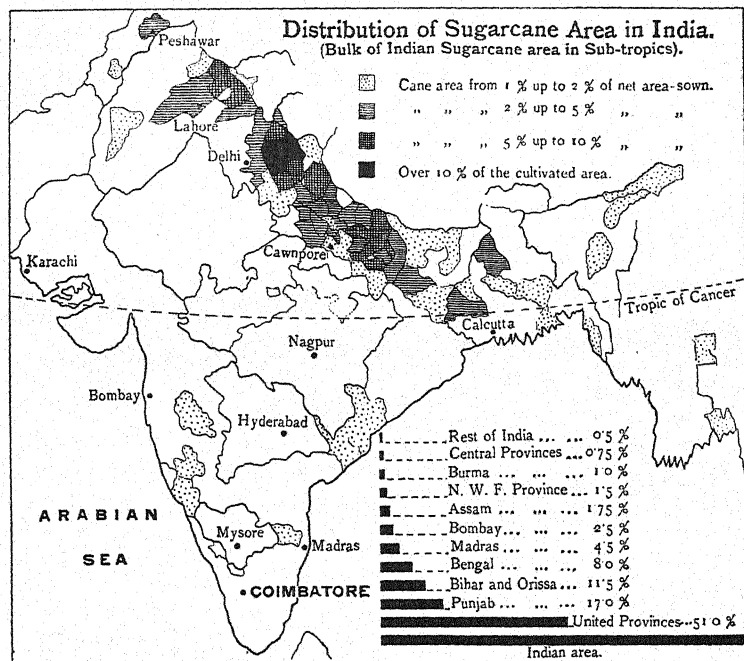 Distribution of Sugarcane Area in India.
(Bulk of Indian Sugarcane area in Sub-tropics).
Cane area from 1 % up to 2 % of net area-sown.
„ „ „ 2 % up to 5 % „ „
„ „ „ 5 % up to 10 % „ „
Over 10 % of the cultivated area.
Peshawar
Lahore
Delhi
Cawnpore
Karachi
Tropic of Cancer
Calcutta
Nagpur
Bombay
Hyderabad
ARABIAN
SEA
Mysore
Madras
COIMBATORE
Rest of India ... ... 0·5 %
Central Provinces ... 0·75 %
Burma ... ... ... 1·0 %
N. W. F. Province ... 1·5 %
Assam ... ... ... 1·75 %
Bombay ... ... ... 2·5 %
Madras ... ... ... 4·5 %
Bengal ... ... ... 8·0 %
Bihar and Orissa ... 11·5 %
Punjab ... ... ... 17·0 %
United Provinces...51·0 %
Indian area.